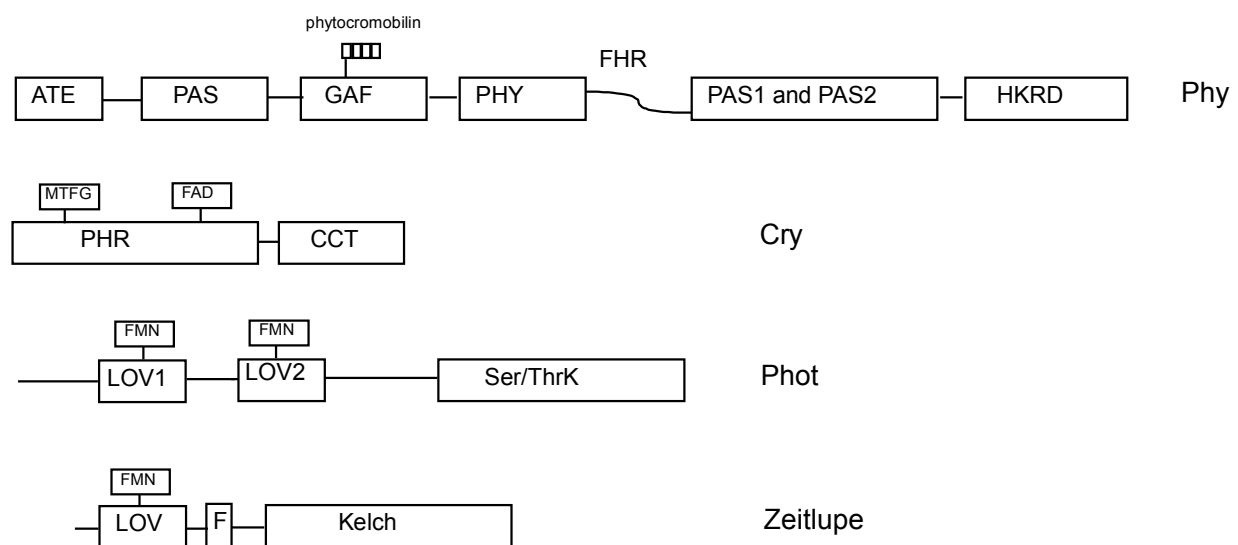 phytocromobilin
FHR
ATE PAS GAF PHY PAS1 and PAS2 HKRD Phy
MTFG FAD
PHR CCT Cry
FMN FMN
LOV1 LOV2 Ser/ThrK Phot
FMN
LOV F Kelch Zeitlupe